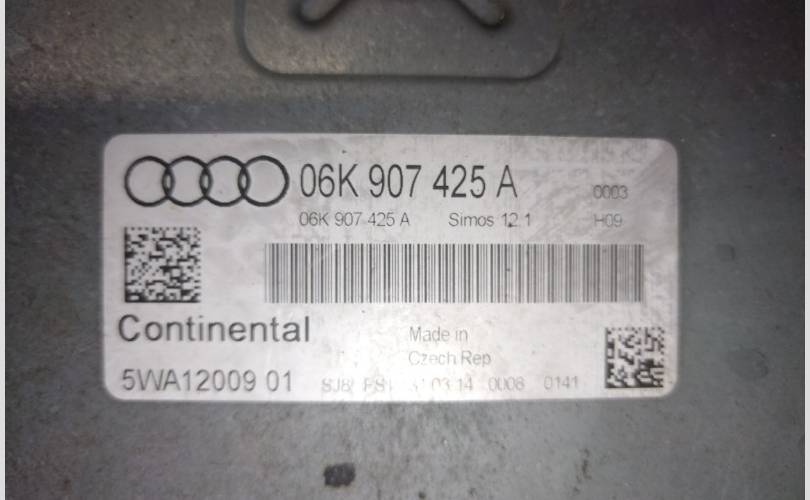 06K 907 425 A 0003
06K 907 425 A Simos 12.1 H09
Continental
Made in
Czech Rep
5WA12009 01 0008 0141